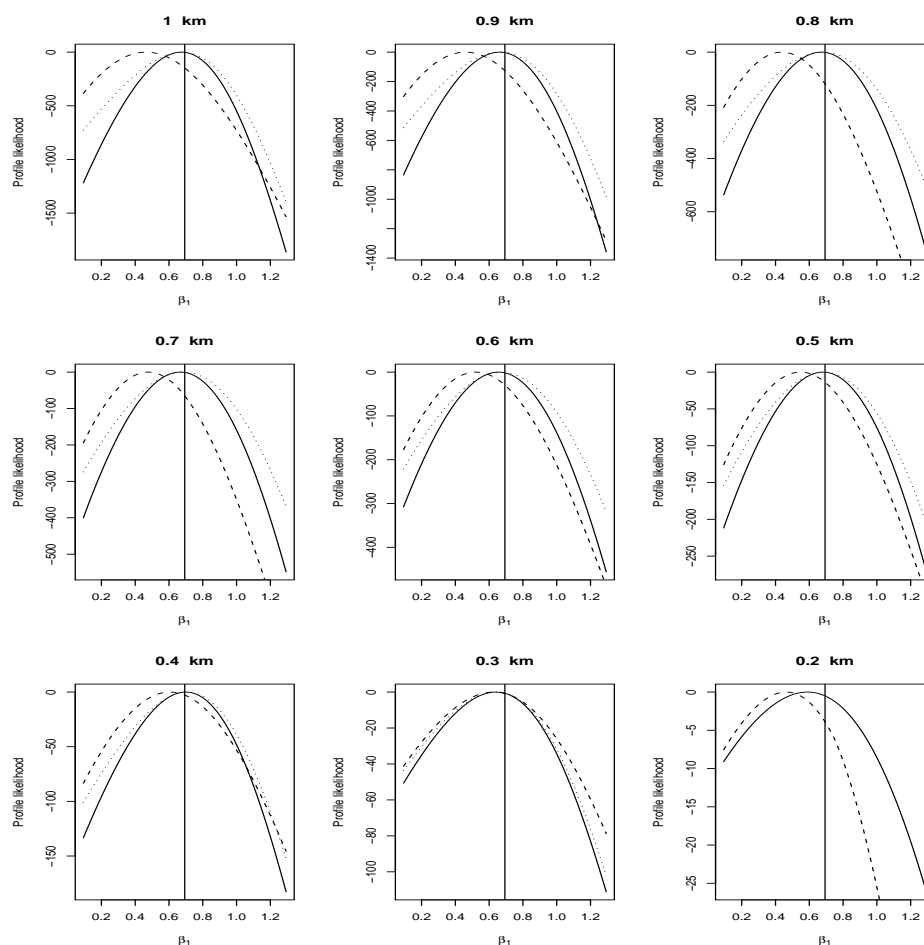 1 km
0.9 km
0.8 km
Profile likelihood
0
-500
-1000
-1500
0.2 0.4 0.6 0.8 1.0 1.2
β1
Profile likelihood
0
-200
-400
-600
-800
-1000
-1400
0.2 0.4 0.6 0.8 1.0 1.2
β1
Profile likelihood
0
-200
-400
-600
0.2 0.4 0.6 0.8 1.0 1.2
β1
0.7 km
0.6 km
0.5 km
Profile likelihood
0
-100
-200
-300
-400
-500
0.2 0.4 0.6 0.8 1.0 1.2
β1
Profile likelihood
0
-100
-200
-300
-400
0.2 0.4 0.6 0.8 1.0 1.2
β1
Profile likelihood
0
-50
-100
-150
-200
-250
0.2 0.4 0.6 0.8 1.0 1.2
β1
0.4 km
0.3 km
0.2 km
Profile likelihood
0
-50
-100
-150
0.2 0.4 0.6 0.8 1.0 1.2
β1
Profile likelihood
0
-20
-40
-60
-80
-100
0.2 0.4 0.6 0.8 1.0 1.2
β1
Profile likelihood
0
-5
-10
-15
-20
-25
0.2 0.4 0.6 0.8 1.0 1.2
β1